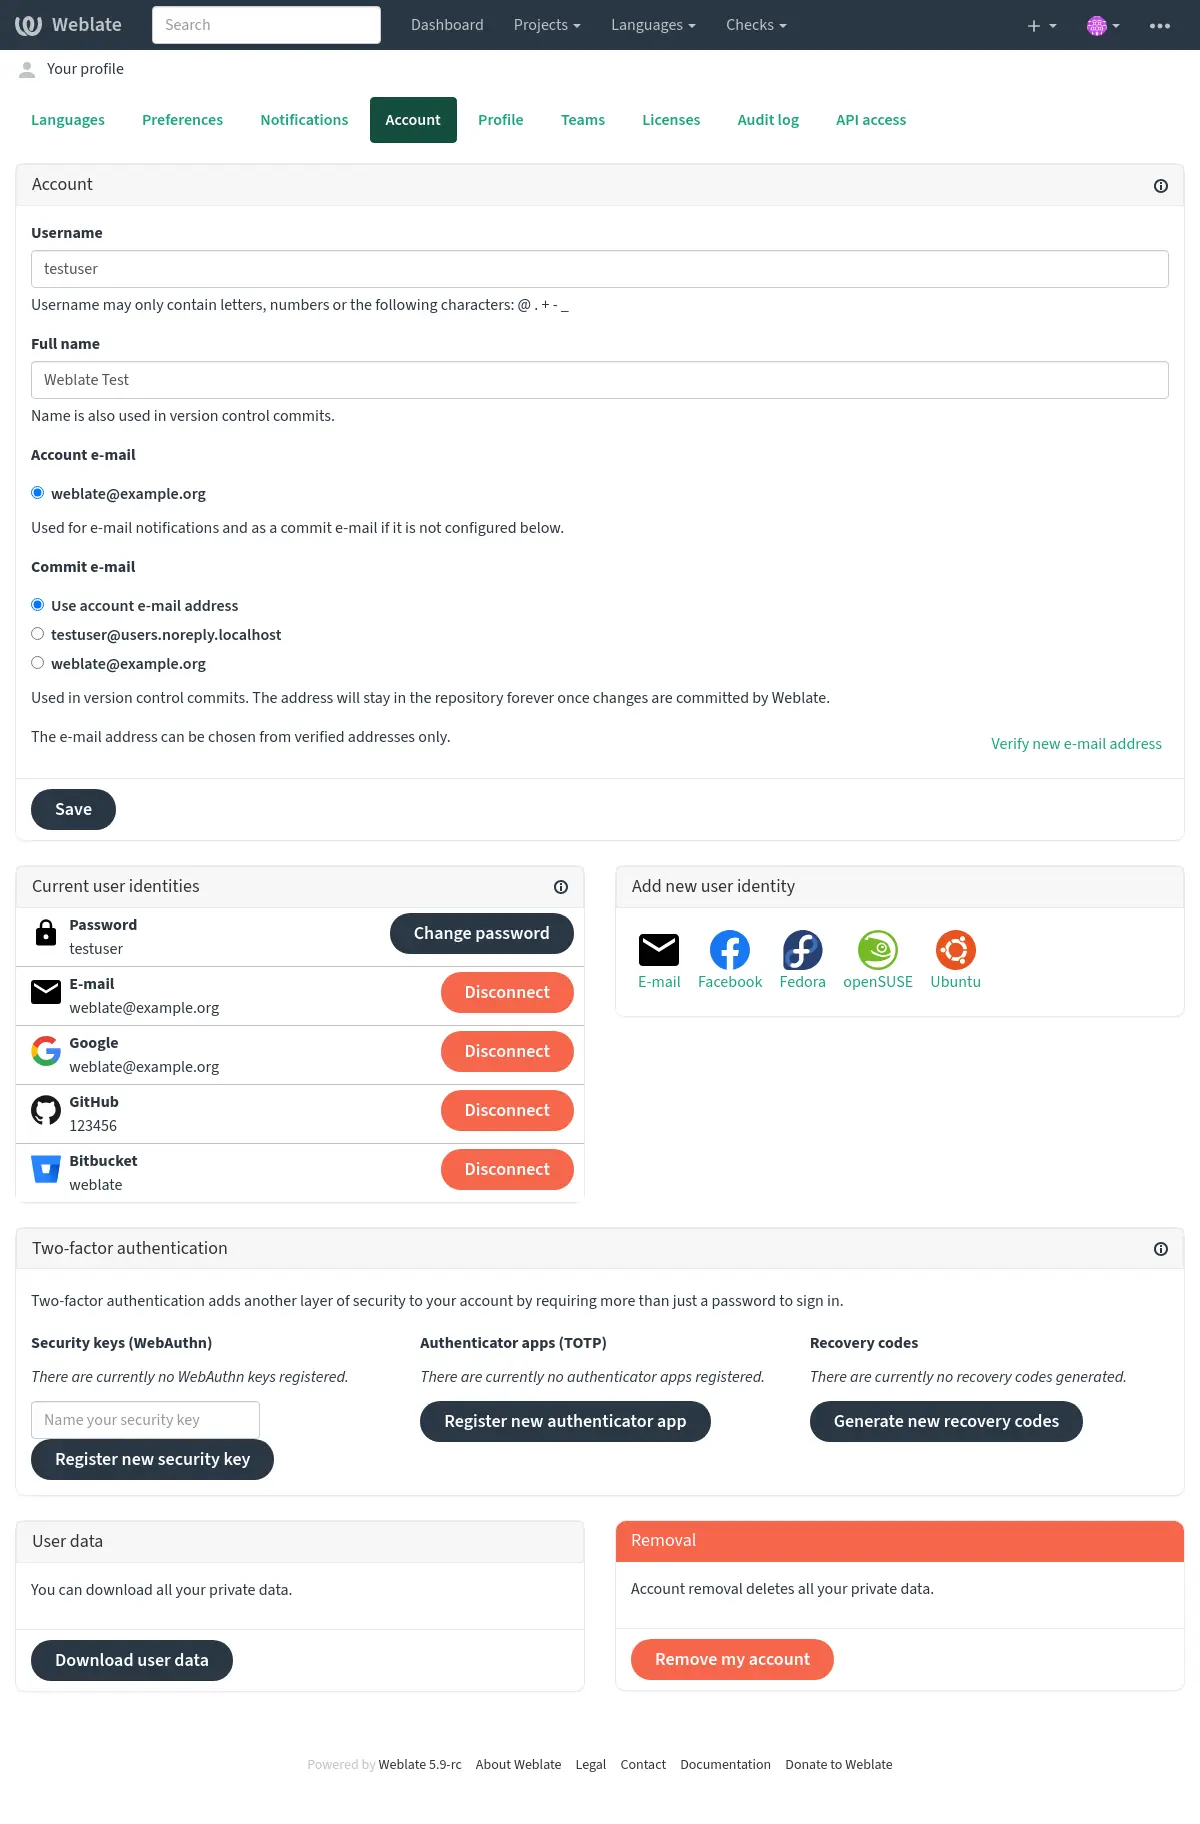 Weblate
Search
Dashboard
Projects
Languages
Checks
Your profile
Languages
Preferences
Notifications
Account
Profile
Teams
Licenses
Audit log
API access
Account
Username
testuser
Username may only contain letters, numbers or the following characters: @ . + - _
Full name
Weblate Test
Name is also used in version control commits.
Account e-mail
weblate@example.org
Used for e-mail notifications and as a commit e-mail if it is not configured below.
Commit e-mail
Use account e-mail address
testuser@users.noreply.localhost
weblate@example.org
Used in version control commits. The address will stay in the repository forever once changes are committed by Weblate.
The e-mail address can be chosen from verified addresses only.
Verify new e-mail address
Save
Current user identities
Password
testuser
Change password
E-mail
weblate@example.org
Disconnect
Google
weblate@example.org
Disconnect
GitHub
123456
Disconnect
Bitbucket
weblate
Disconnect
Add new user identity
E-mail
Facebook
Fedora
openSUSE
Ubuntu
Two-factor authentication
Two-factor authentication adds another layer of security to your account by requiring more than just a password to sign in.
Security keys (WebAuthn)
There are currently no WebAuthn keys registered.
Name your security key
Register new security key
Authenticator apps (TOTP)
There are currently no authenticator apps registered.
Register new authenticator app
Recovery codes
There are currently no recovery codes generated.
Generate new recovery codes
User data
You can download all your private data.
Download user data
Removal
Account removal deletes all your private data.
Remove my account
Powered by Weblate 5.9-rc
About Weblate
Legal
Contact
Documentation
Donate to Weblate